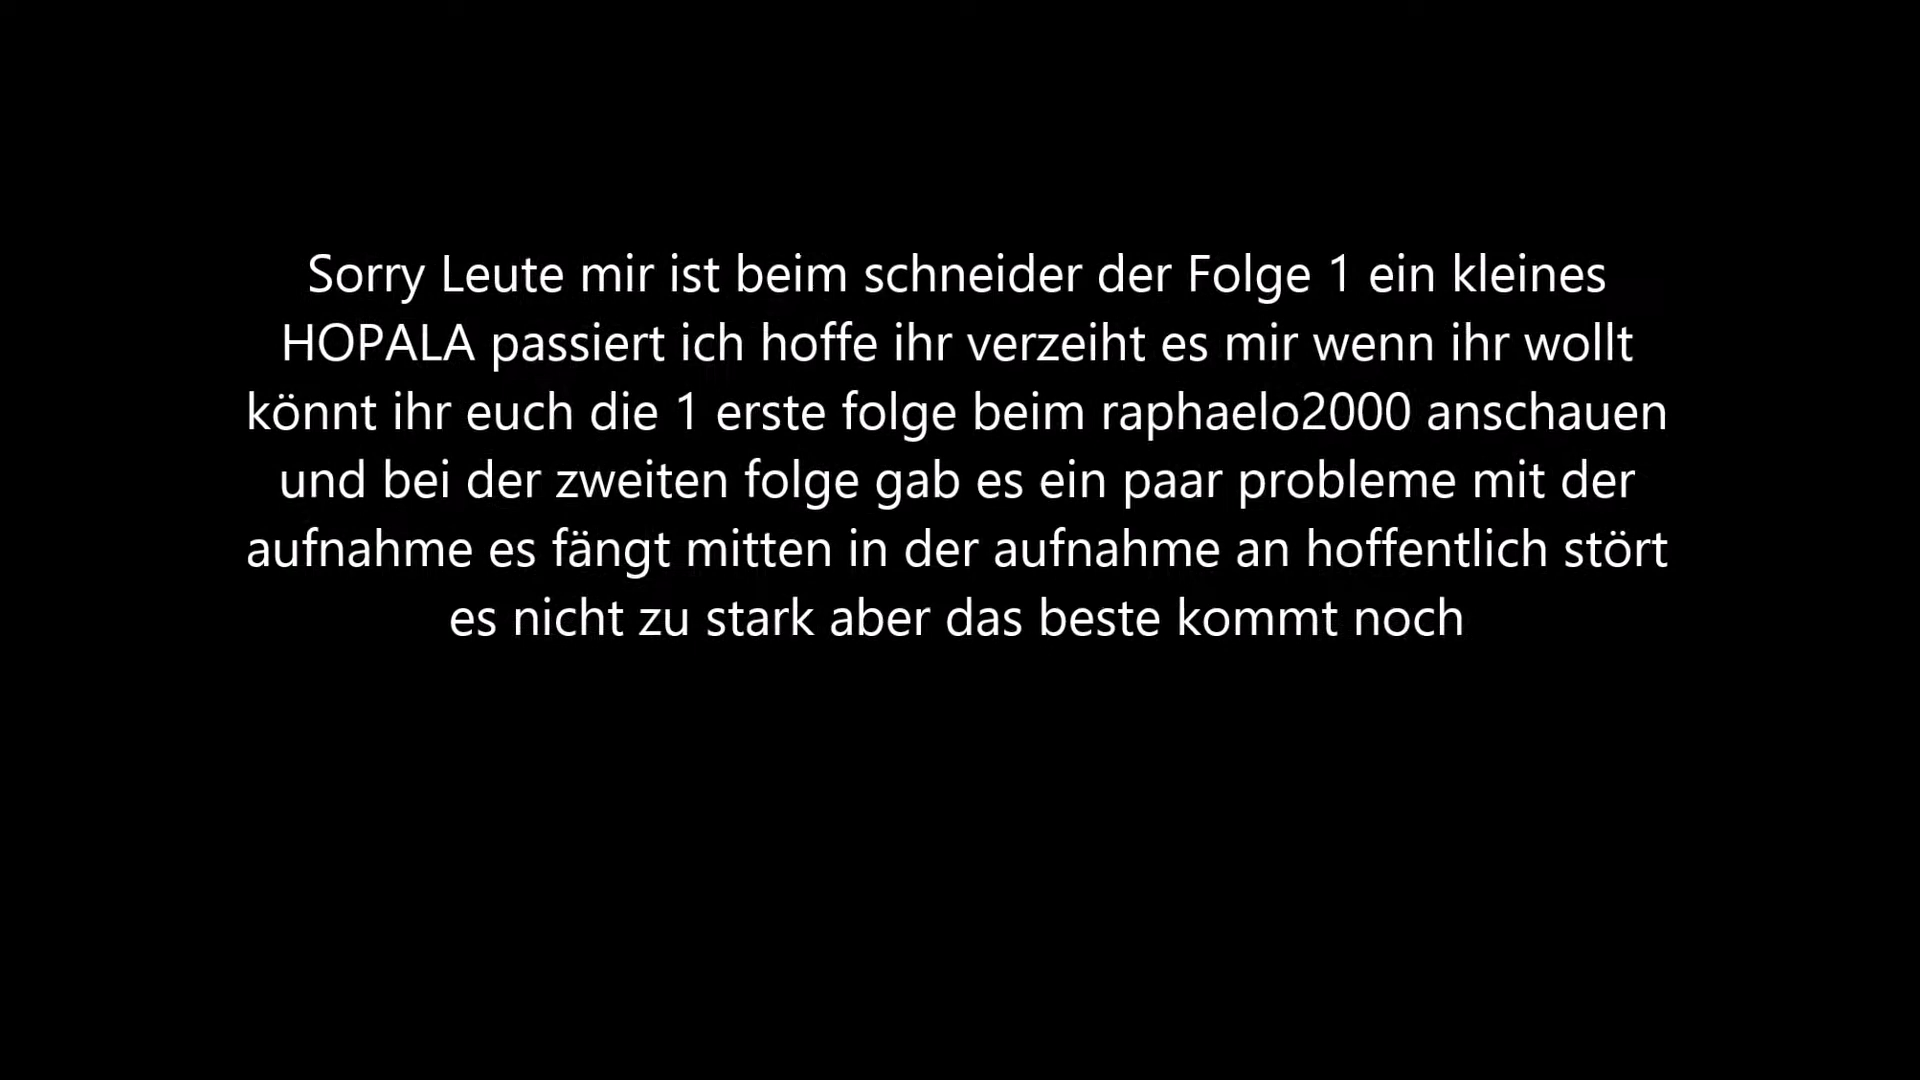 Sorry Leute mir ist beim schneider der Folge 1 ein kleines
HOPALA passiert ich hoffe ihr verzeiht es mir wenn ihr wollt
könnt ihr euch die 1 erste folge beim raphaelo2000 anschauen
und bei der zweiten folge gab es ein paar probleme mit der
aufnahme es fängt mitten in der aufnahme an hoffentlich stört
es nicht zu stark aber das beste kommt noch